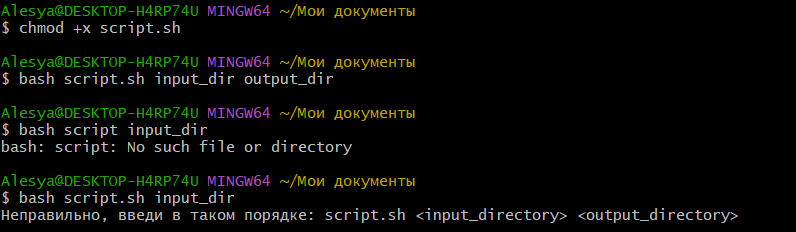 Alesya@DESKTOP-H4RP74U MINGW64 ~/Мои документы
$ chmod +x script.sh
Alesya@DESKTOP-H4RP74U MINGW64 ~/Мои документы
$ bash script.sh input_dir output_dir
Alesya@DESKTOP-H4RP74U MINGW64 ~/Мои документы
$ bash script input_dir
bash: script: No such file or directory
Alesya@DESKTOP-H4RP74U MINGW64 ~/Мои документы
$ bash script.sh input_dir
Неправильно, введи в таком порядке: script.sh <input_directory> <output_directory>